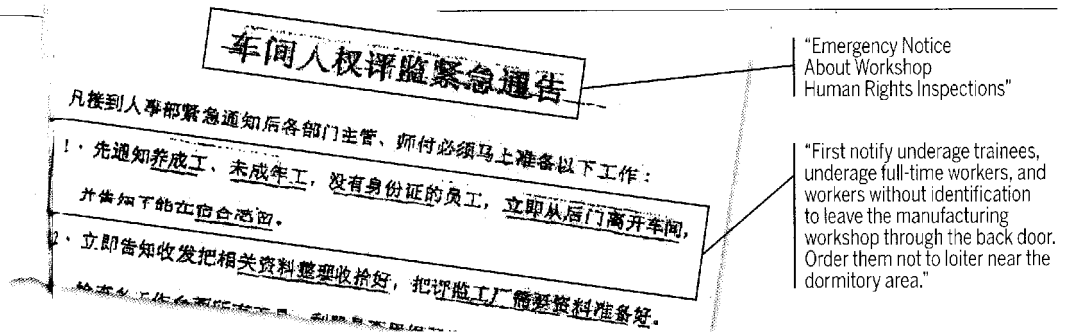 车间人权评监紧急通告
凡接到人事部紧急通知后各部门主管、师付必须马上准备以下工作：
1·先通知养成工、未成年工，没有身份证的员工，立即从后门离开车间，
并告知不能在宿舍
2·立即告知收发把相关资料整理收拾好，把评监工厂需要资料准备好。
"Emergency Notice
About Workshop
Human Rights Inspections"
"First notify underage trainees,
underage full-time workers, and
workers without identification
to leave the manufacturing
workshop through the back door.
Order them not to loiter near the
dormitory area."